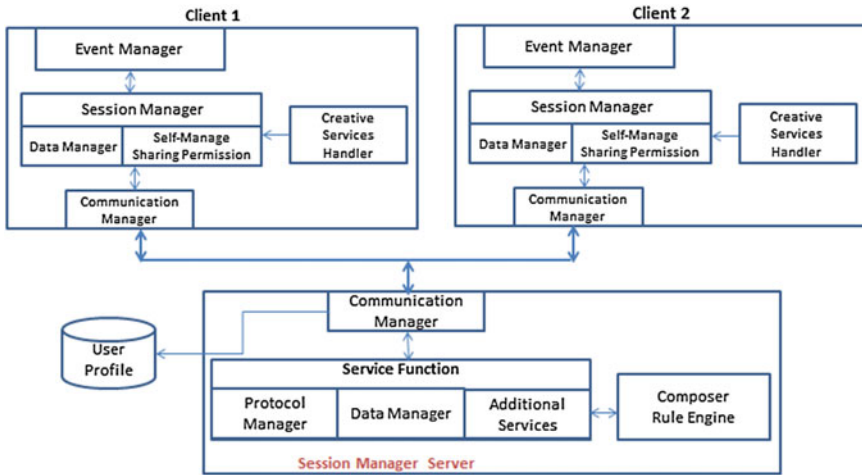 Client 1
Event Manager
Session Manager
Data Manager
Self-Manage
Sharing Permission
Creative
Services
Handler
Communication
Manager
Client 2
Event Manager
Session Manager
Data Manager
Self-Manage
Sharing Permission
Creative
Services
Handler
Communication
Manager
Communication
Manager
User
Profile
Service Function
Protocol
Manager
Data Manager
Additional
Services
Composer
Rule Engine
Session Manager Server